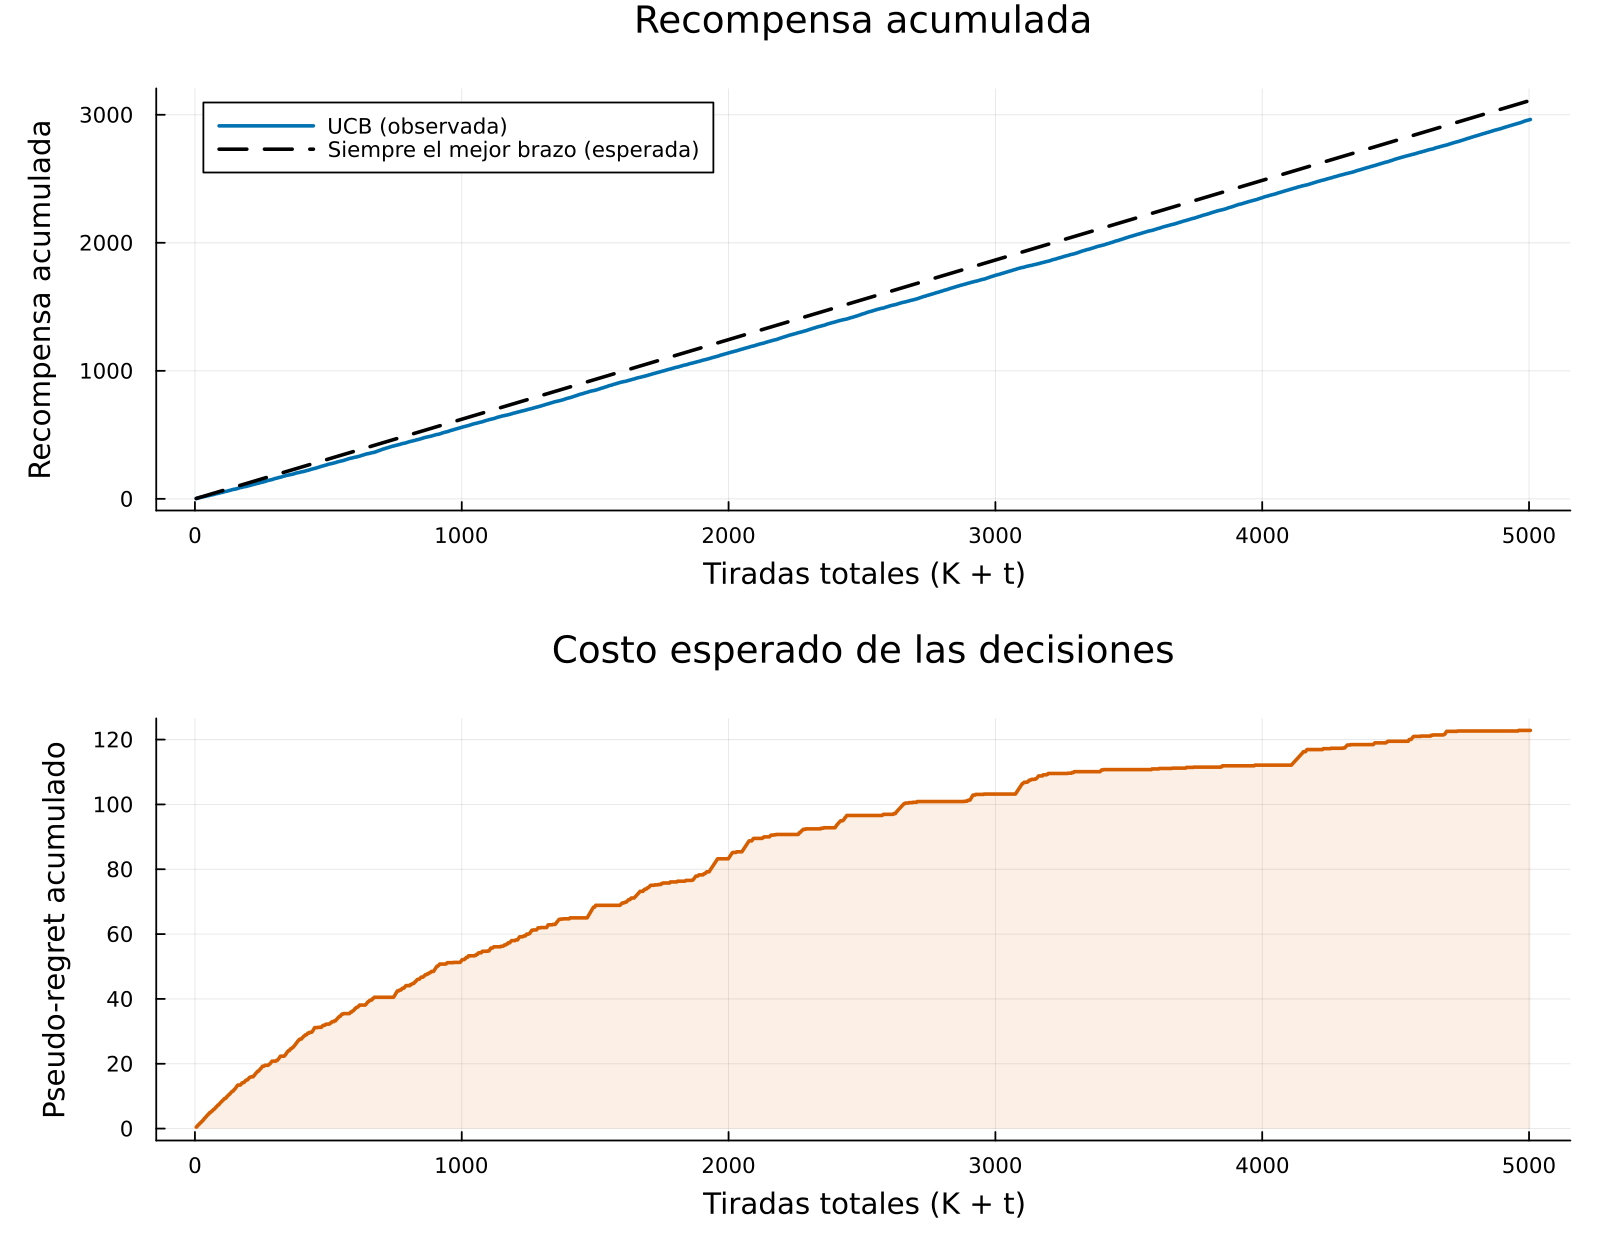 Recompensa acumulada
Recompensa acumulada
3000
2000
1000
0
UCB (observada)
Siempre el mejor brazo (esperada)
0 1000 2000 3000 4000 5000
Tiradas totales (K + t)
Costo esperado de las decisiones
Pseudo-regret acumulado
120
100
80
60
40
20
0
0 1000 2000 3000 4000 5000
Tiradas totales (K + t)